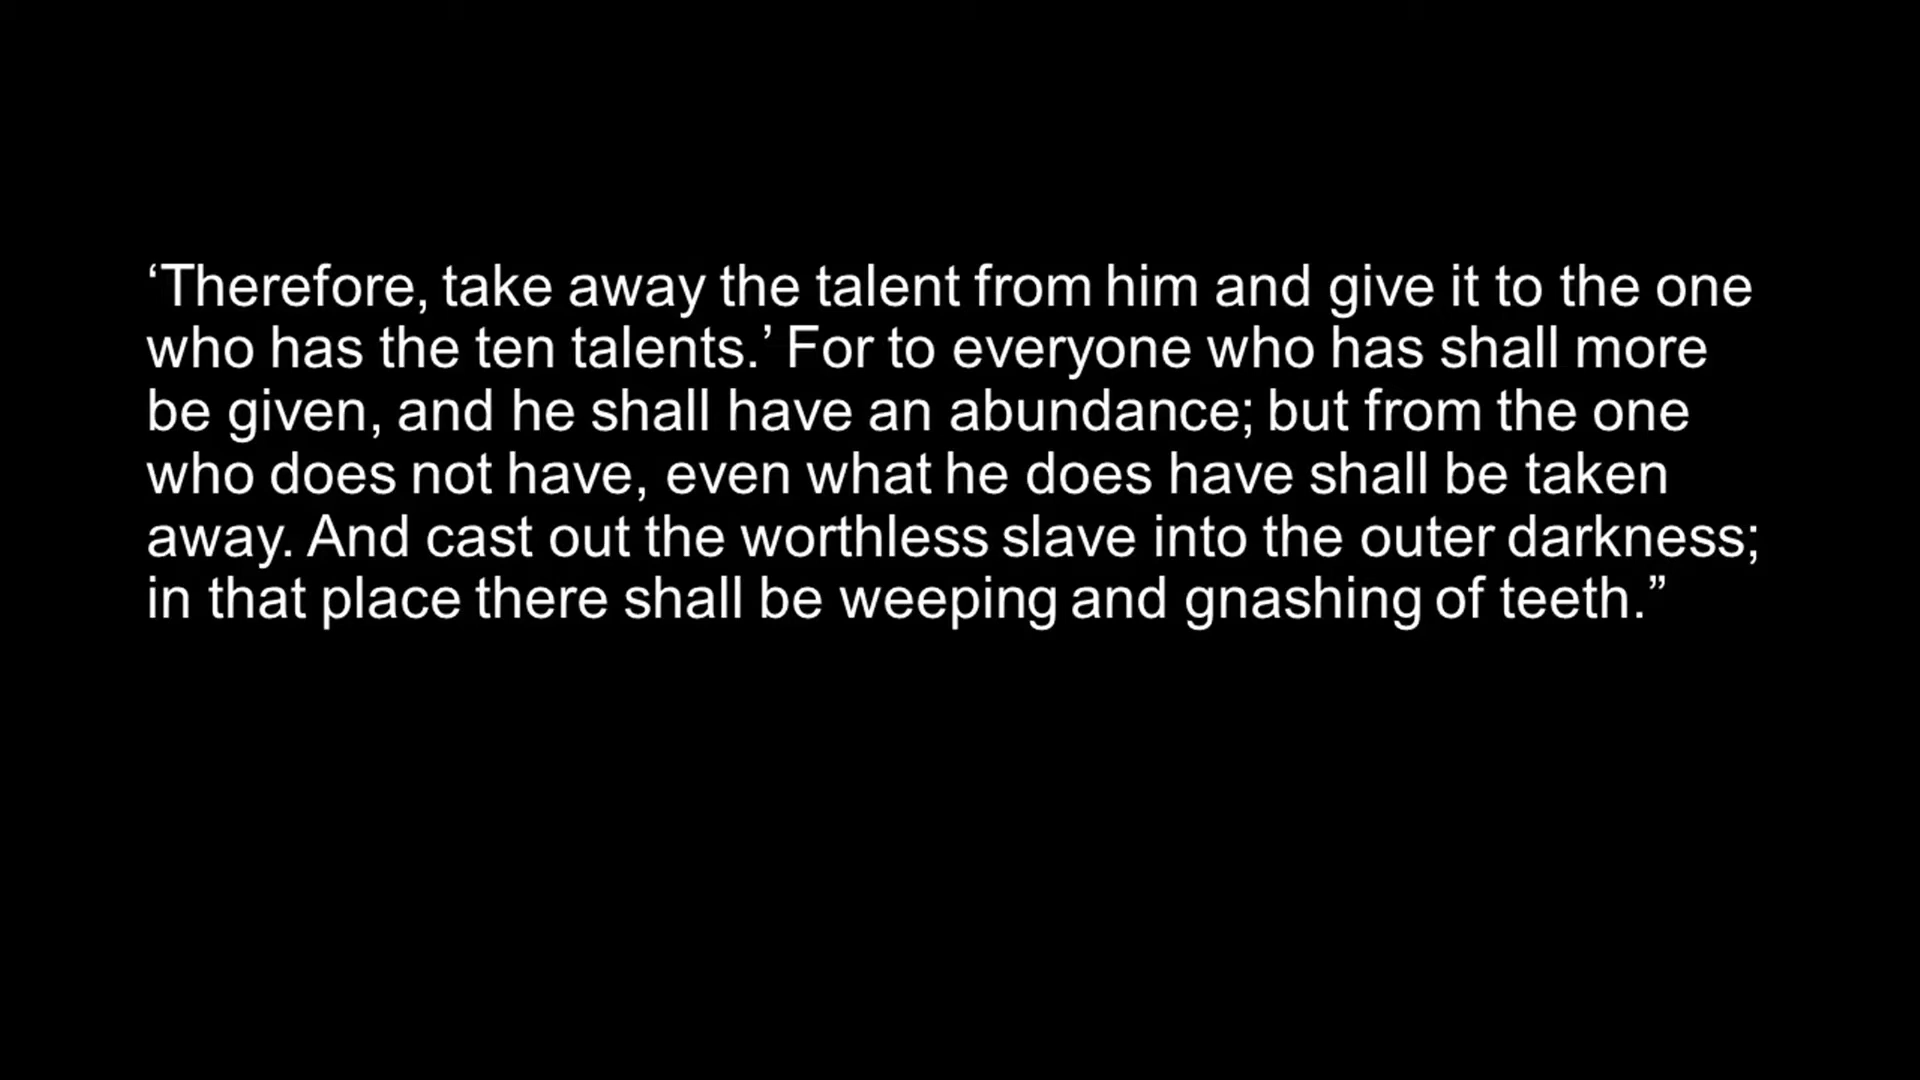 ‘Therefore, take away the talent from him and give it to the one
who has the ten talents.’ For to everyone who has shall more
be given, and he shall have an abundance; but from the one
who does not have, even what he does have shall be taken
away. And cast out the worthless slave into the outer darkness;
in that place there shall be weeping and gnashing of teeth.”